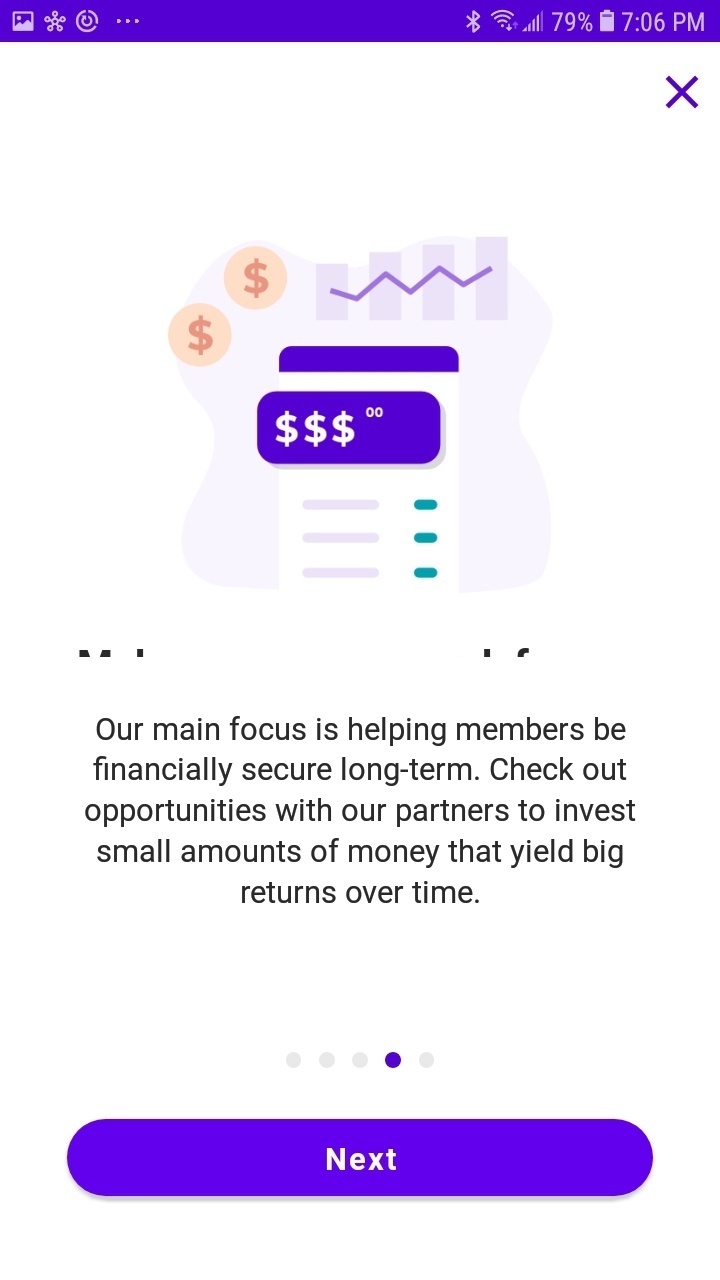 79% 7:06 PM
$
$
$$$ 00
Our main focus is helping members be
financially secure long-term. Check out
opportunities with our partners to invest
small amounts of money that yield big
returns over time.
Next